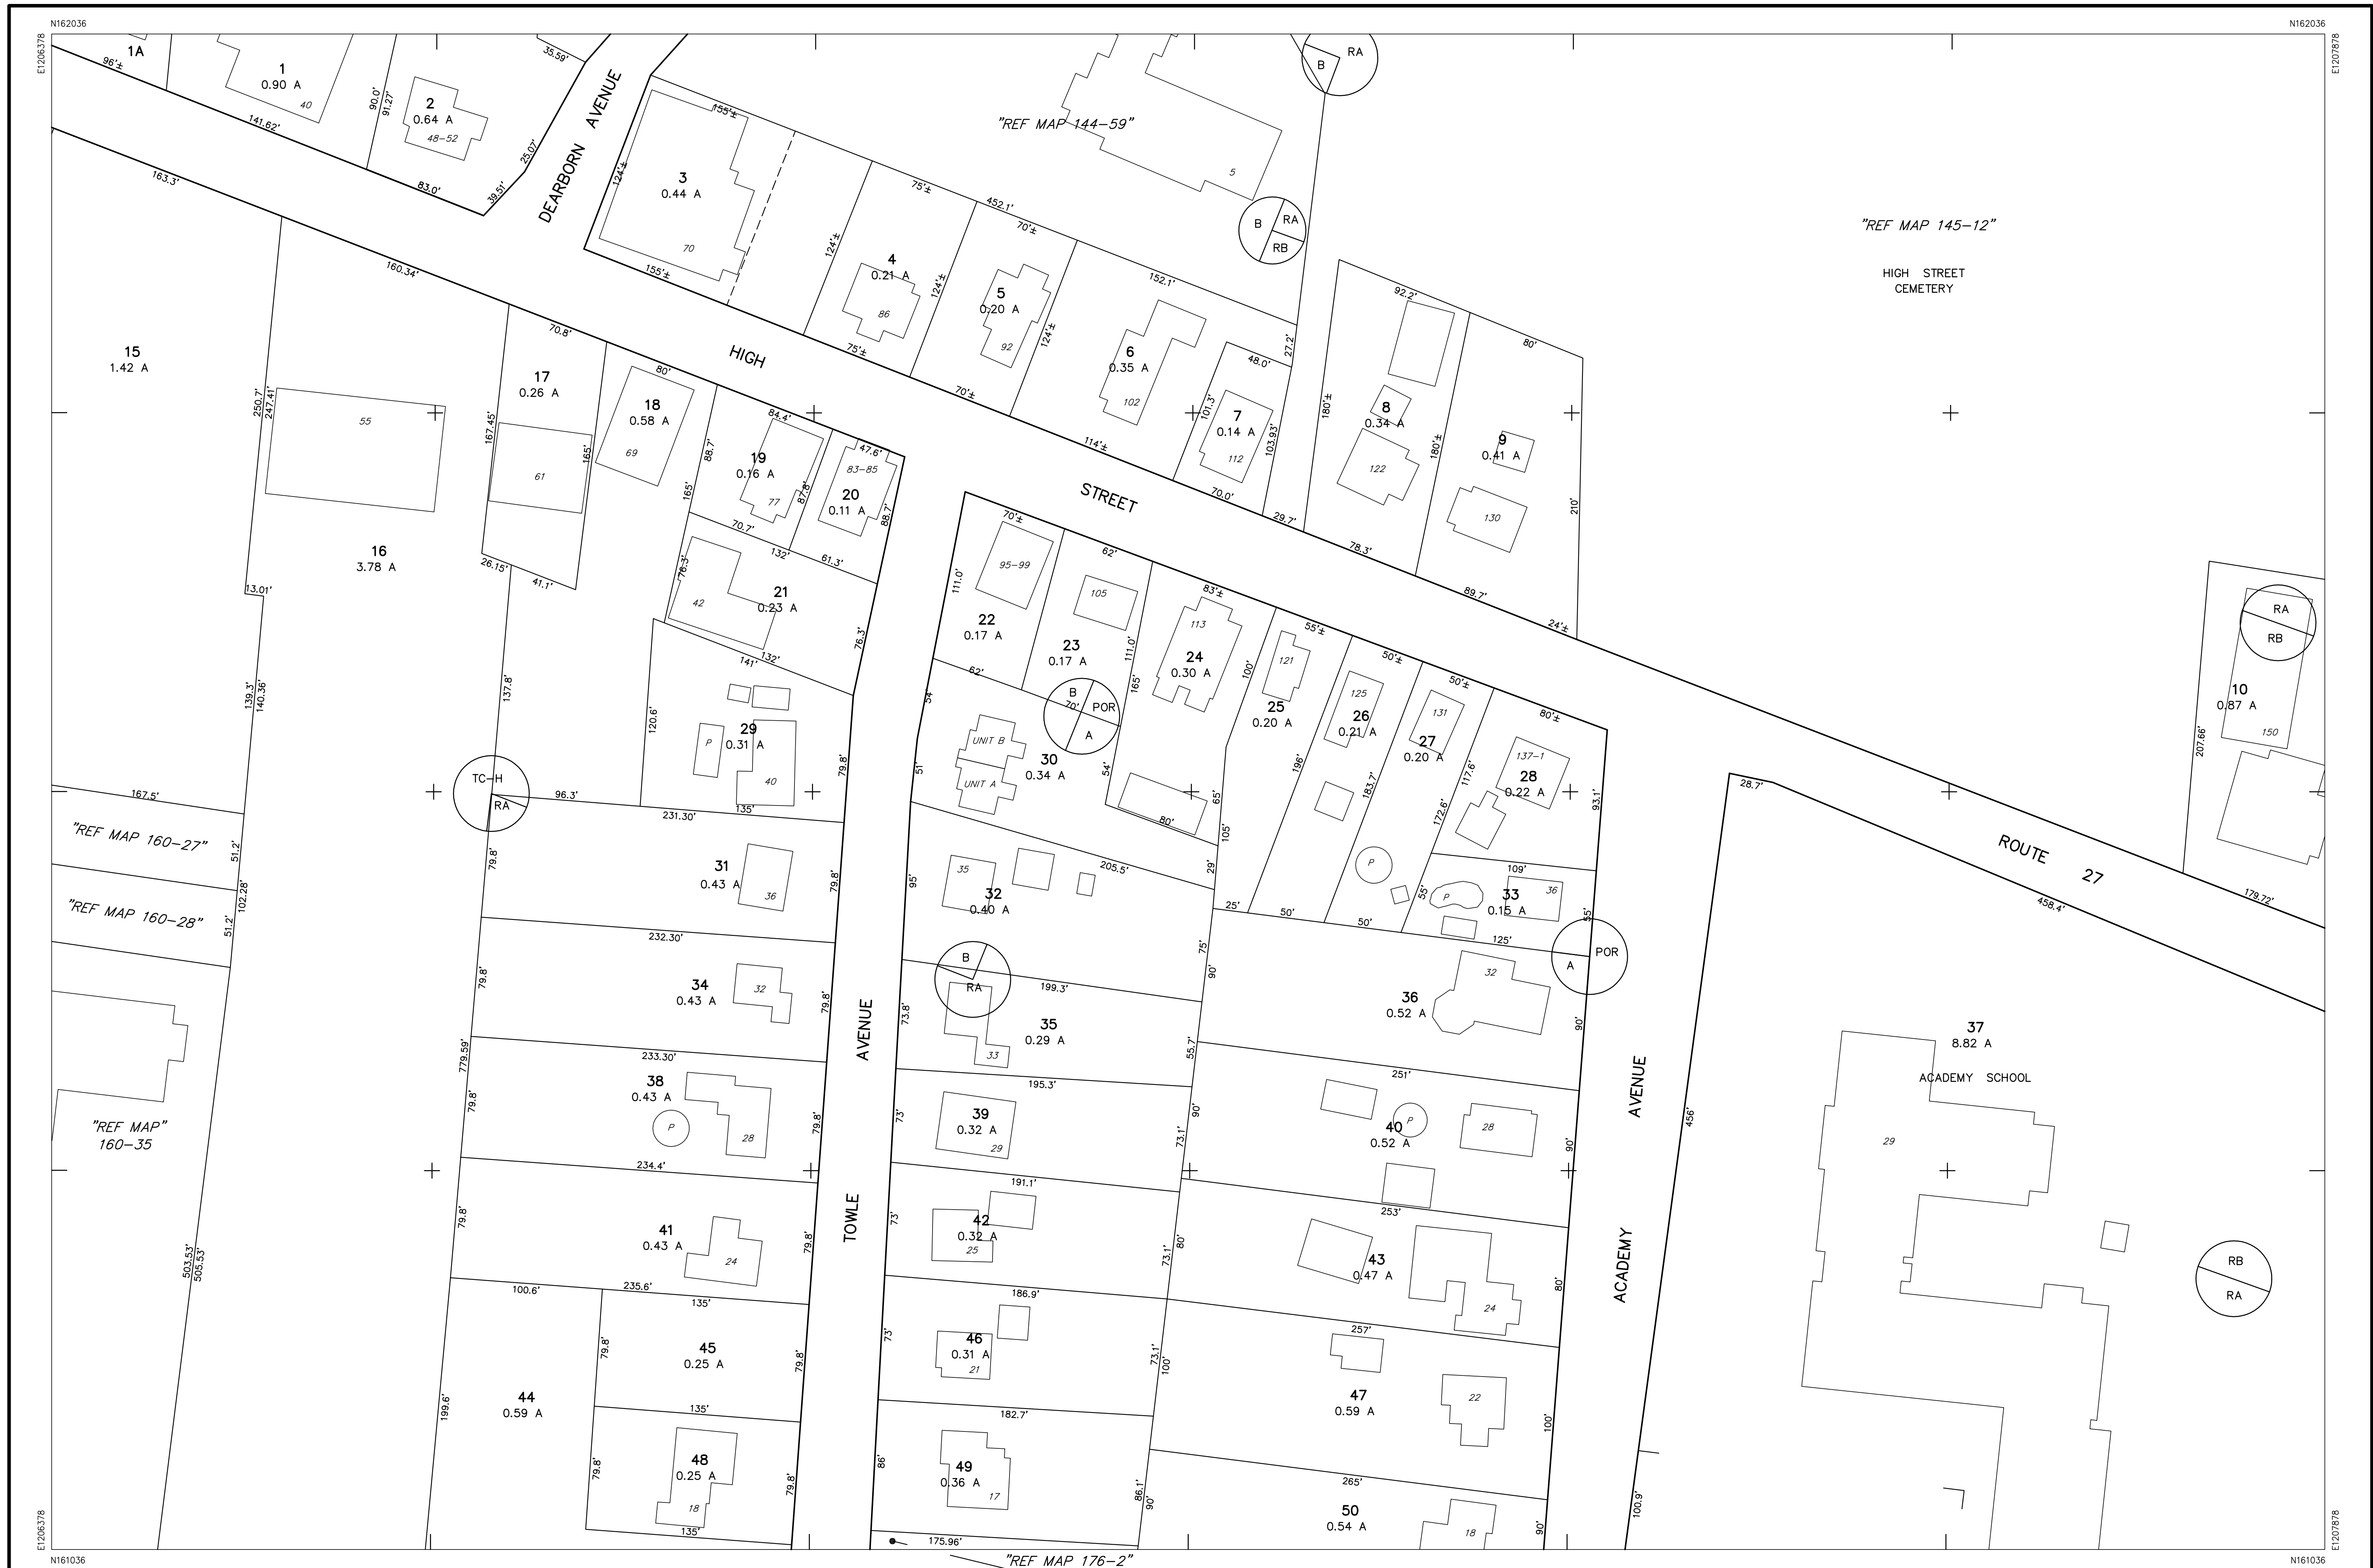 N162036
N162036
E1206378
E1207878
1A
96'±
1
0.90 A
40
141.62'
90.0'
91.27'
2
0.64 A
48-52
83.0'
35.59'
25.07'
39.51'
DEARBORN AVENUE
163.3'
160.34'
155'±
124'±
3
0.44 A
70
155'±
124'±
75'±
452.1'
4
0.21 A
86
75'±
124'±
70'±
5
0.20 A
92
70'±
124'±
152.1'
6
0.35 A
102
114'±
27.2'
48.0'
101.3'
103.93'
7
0.14 A
112
70.0'
29.7'
"REF MAP 144-59"
5
B
RA
B
RA
RB
"REF MAP 145-12"
HIGH STREET
CEMETERY
92.2'
180'±
8
0.34 A
122
78.3'
180'±
80'
9
0.41 A
130
210'
89.7'
24'±
RA
RB
10
0.87 A
150
207.66'
179.72'
HIGH
STREET
ROUTE 27
28.7'
458.4'
15
1.42 A
250.7'
247.41'
55
16
3.78 A
13.01'
139.3'
140.36'
70.8'
17
0.26 A
167.45'
61
165'
26.15'
41.1'
137.8'
80'
18
0.58 A
69
88.7'
165'
84.4'
19
0.16 A
77
70.7'
87.8'
47.6'
83-85
20
0.11 A
88.7'
132'
61.3'
76.3'
21
0.23 A
42
76.3'
132'
141'
120.6'
29
0.31 A
P
40
79.8'
135'
70'±
95-99
111.0'
22
0.17 A
62'
62'
105
23
0.17 A
111.0'
165'
70'
B
POR
A
83'±
113
24
0.30 A
100'
54'
80'
65'
105'
29'
55'±
121
25
0.20 A
196'
25'
50'±
125
26
0.21 A
183.7'
50'
50'±
131
27
0.20 A
117.6'
172.6'
P
50'
80'±
137-1
28
0.22 A
93.1'
109'
33
0.15 A
36
P
55'
55'
125'
54'
51'
UNIT B
UNIT A
30
0.34 A
205.5'
TC-H
RA
96.3'
231.30'
167.5'
"REF MAP 160-27"
51.2'
"REF MAP 160-28"
51.2'
102.28'
79.8'
31
0.43 A
36
79.8'
232.30'
95'
35
32
0.40 A
75'
90'
B
RA
199.3'
79.8'
34
0.43 A
32
79.8'
233.30'
73.8'
35
0.29 A
33
55.7'
195.3'
36
0.52 A
32
A
POR
90'
251'
37
8.82 A
ACADEMY SCHOOL
29
456'
RB
RA
"REF MAP"
160-35
503.53'
505.53'
779.59'
79.8'
38
0.43 A
P
28
79.8'
234.4'
73'
39
0.32 A
29
73.1'
90'
191.1'
40
0.52 A
P
28
90'
253'
79.8'
41
0.43 A
24
79.8'
235.6'
100.6'
135'
73'
42
0.32 A
25
73.1'
80'
186.9'
43
0.47 A
24
80'
257'
TOWLE AVENUE
ACADEMY AVENUE
199.6'
44
0.59 A
79.8'
45
0.25 A
79.8'
135'
73'
46
0.31 A
21
73.1'
100'
182.7'
47
0.59 A
22
100'
265'
79.8'
48
0.25 A
18
79.8'
135'
86'
49
0.36 A
17
86.1'
90'
175.96'
50
0.54 A
18
90'
100.9'
E1206378
E1207878
N161036
"REF MAP 176-2"
N161036